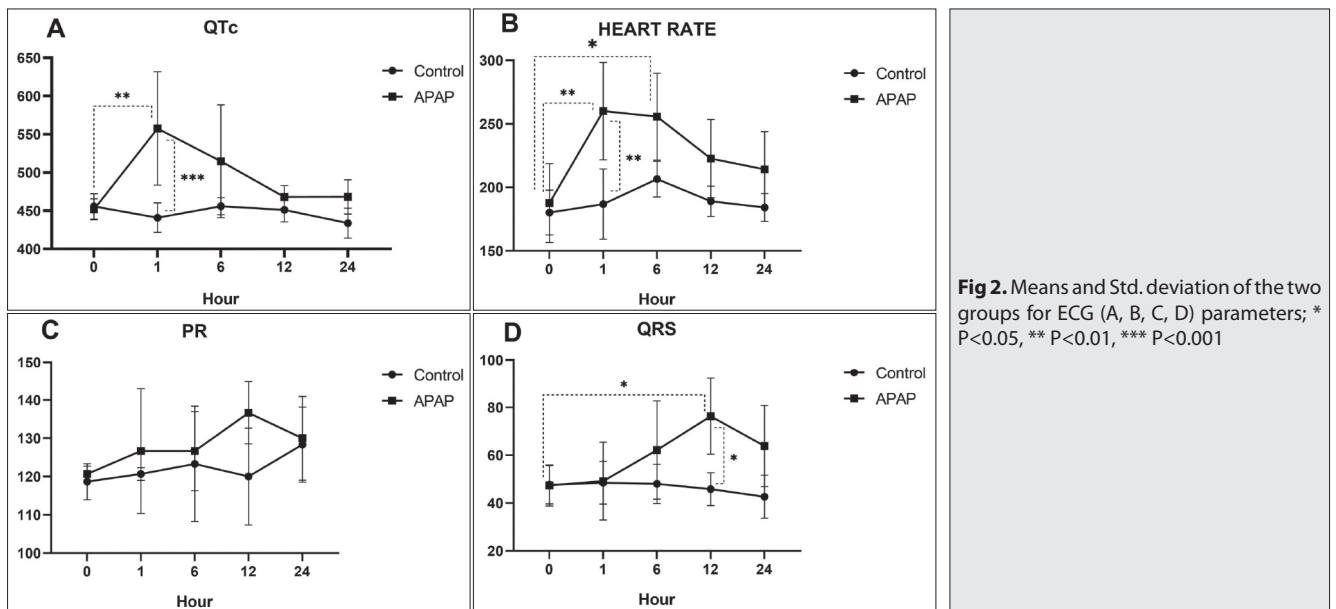 A
QTc
650
600
550
500
450
400
**
***
Control
APAP
0 1 6 12 24
Hour
B
HEART RATE
300
250
200
150
*
**
**
Control
APAP
0 1 6 12 24
Hour
C
PR
150
140
130
120
110
100
Control
APAP
0 1 6 12 24
Hour
D
QRS
100
80
60
40
20
*
*
Control
APAP
0 1 6 12 24
Hour
Fig 2. Means and Std. deviation of the two
groups for ECG (A, B, C, D) parameters; *
P<0.05, ** P<0.01, *** P<0.001